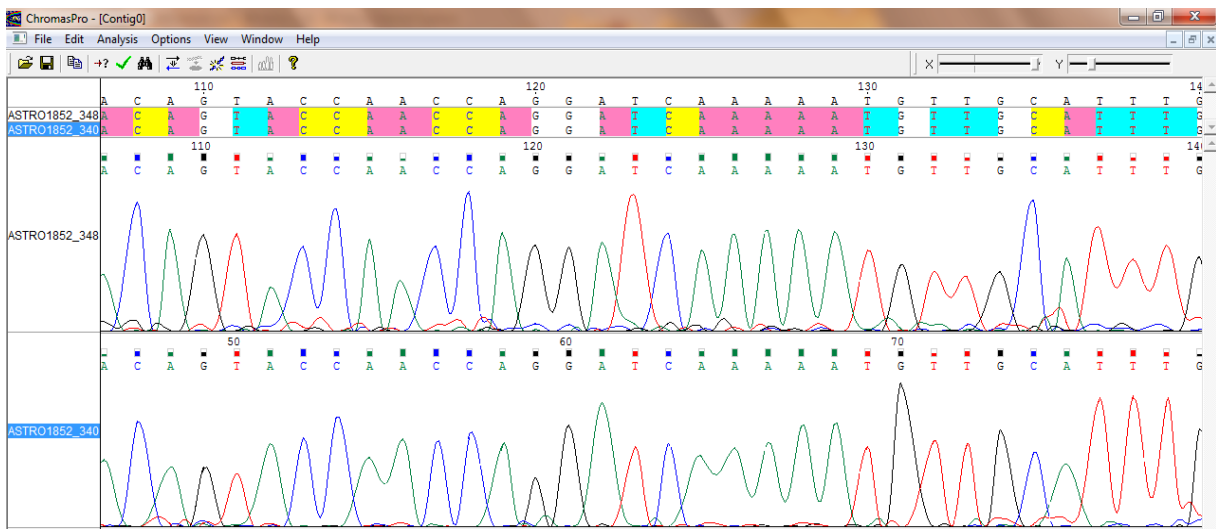 ChromasPro - [Contig0]
File Edit Analysis Options View Window Help
X Y
110 120 130 14
A C A G T A C C A A C C A G G A T C A A A A A T G T T G C A T T T G
ASTRO1852_348 A C A G T A C C A A C C A G G A T C A A A A A T G T T G C A T T T G
ASTRO1852_340 A C A G T A C C A A C C A G G A T C A A A A A T G T T G C A T T T G
110 120 130 140
A C A G T A C C A A C C A G G A T C A A A A A T G T T G C A T T T G
ASTRO1852_348
50 60 70
A C A G T A C C A A C C A G G A T C A A A A A T G T T G C A T T T G
ASTRO1852_340